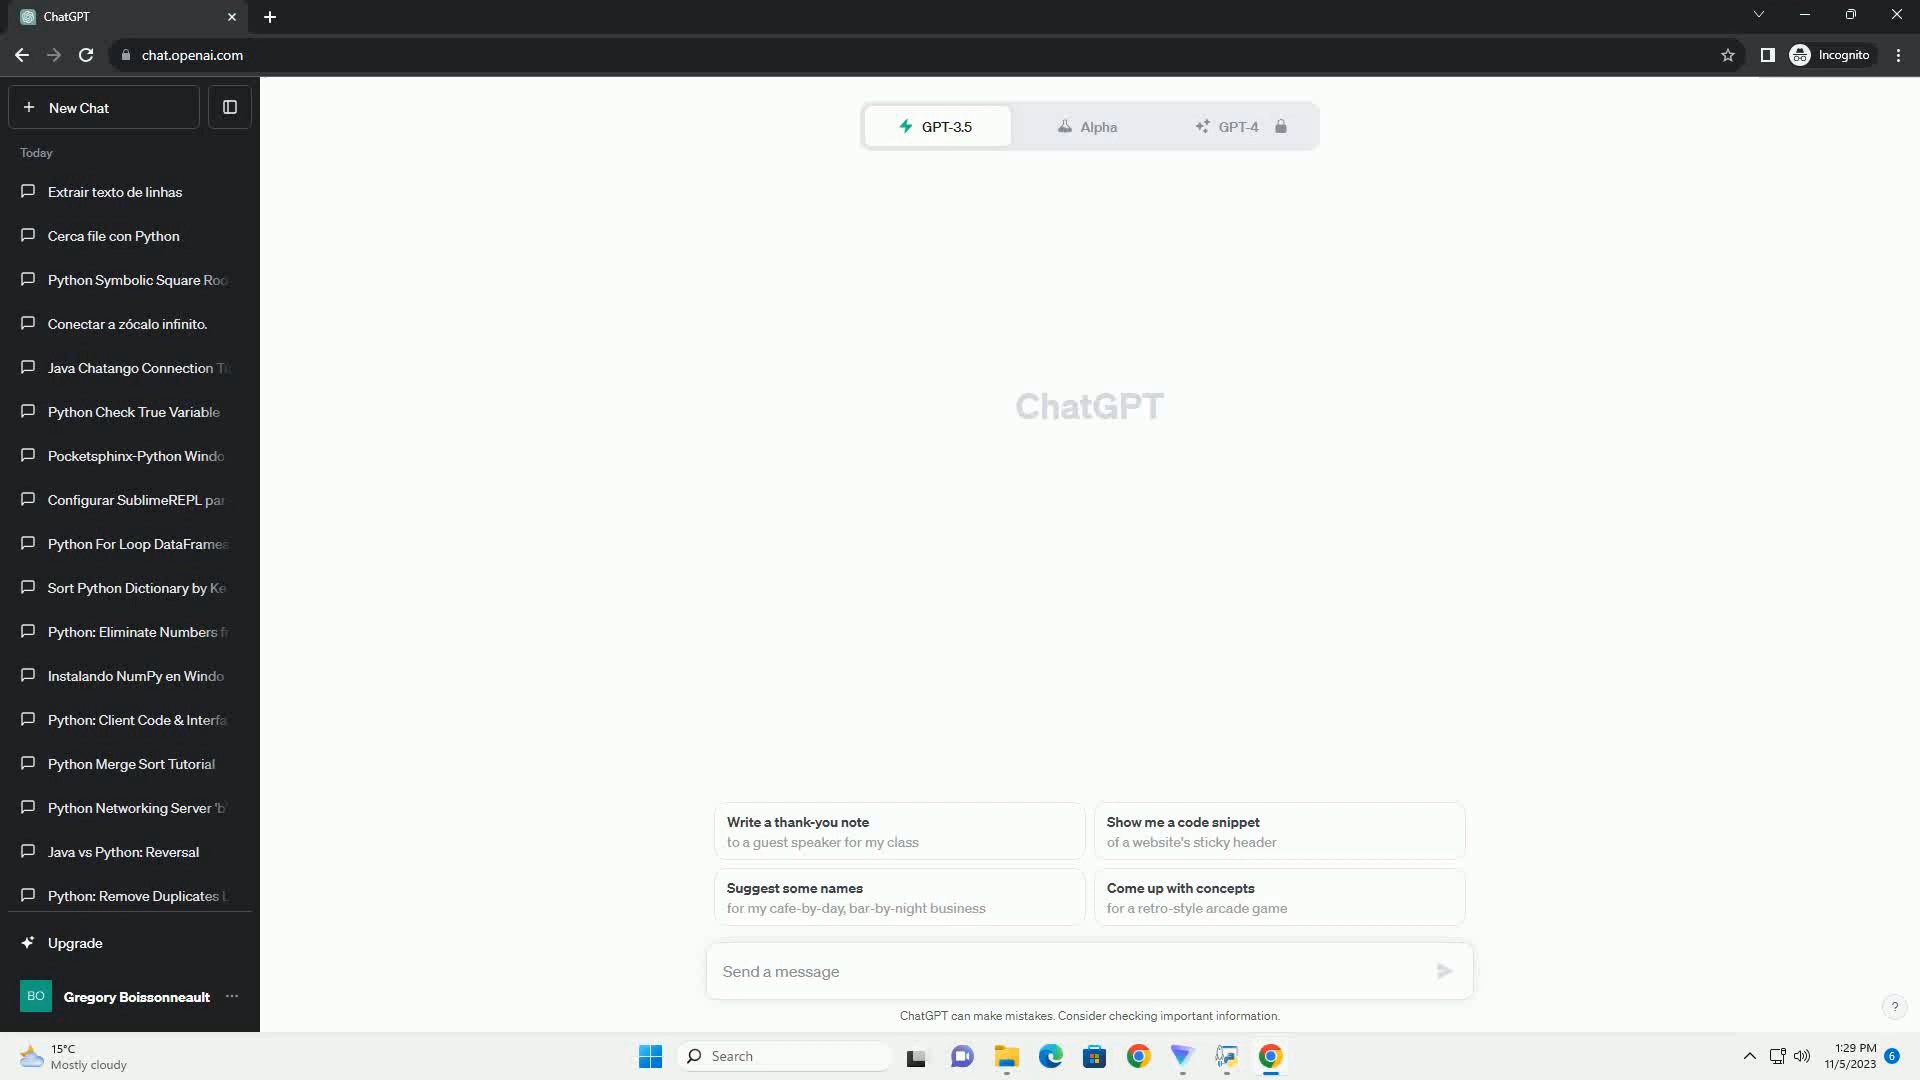 ChatGPT
chat.openai.com
Incognito
New Chat
Today
Extrair texto de linhas
Cerca file con Python
Python Symbolic Square Roo
Conectar a zócalo infinito.
Java Chatango Connection Tu
Python Check True Variable
Pocketsphinx-Python Windo
Configurar SublimeREPL par
Python For Loop DataFramea
Sort Python Dictionary by Ke
Python: Eliminate Numbers fr
Instalando NumPy en Windo
Python: Client Code & Interfa
Python Merge Sort Tutorial
Python Networking Server 'b'
Java vs Python: Reversal
Python: Remove Duplicates L
Upgrade
BO
Gregory Boissonneault
GPT-3.5
Alpha
GPT-4
ChatGPT
Write a thank-you note
to a guest speaker for my class
Show me a code snippet
of a website's sticky header
Suggest some names
for my cafe-by-day, bar-by-night business
Come up with concepts
for a retro-style arcade game
Send a message
ChatGPT can make mistakes. Consider checking important information.
?
15°C
Mostly cloudy
Search
1:29 PM
11/5/2023
6